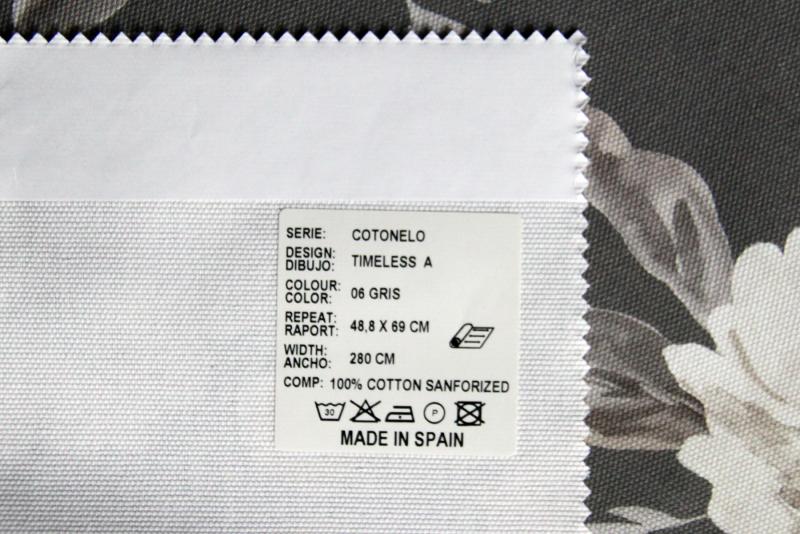 SERIE: COTONELO
DESIGN:
DIBUJO: TIMELESS A
COLOUR:
COLOR: 06 GRIS
REPEAT:
RAPORT: 48,8 X 69 CM
WIDTH:
ANCHO: 280 CM
COMP: 100% COTTON SANFORIZED
30 P
MADE IN SPAIN